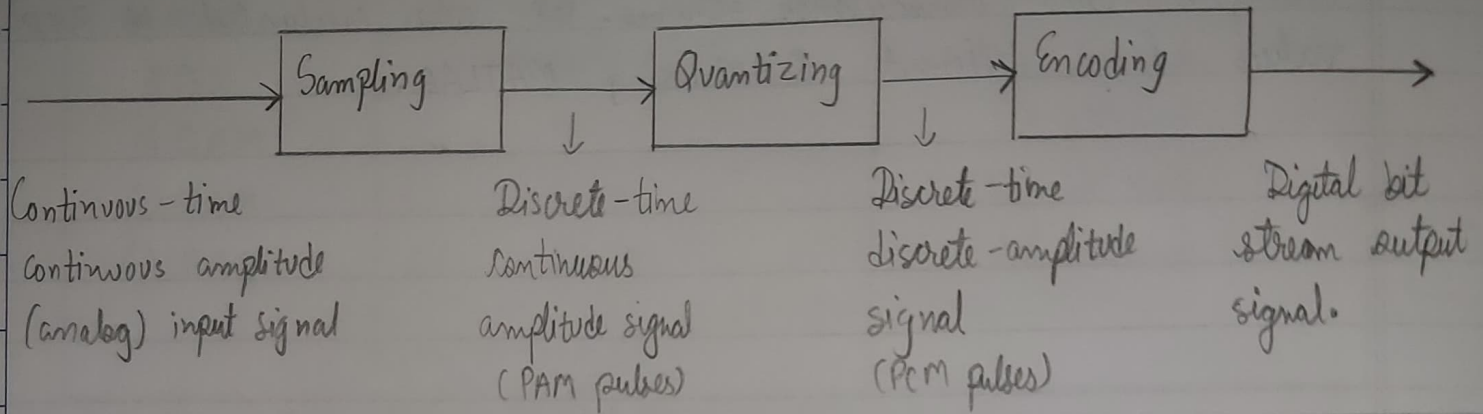 Sampling
Quantizing
Encoding
Continuous-time
continuous amplitude
(analog) input signal
Discrete-time
continuous
amplitude signal
(PAM pulses)
Discrete-time
discrete-amplitude
signal
(PCM pulses)
Digital bit
stream output
signal.